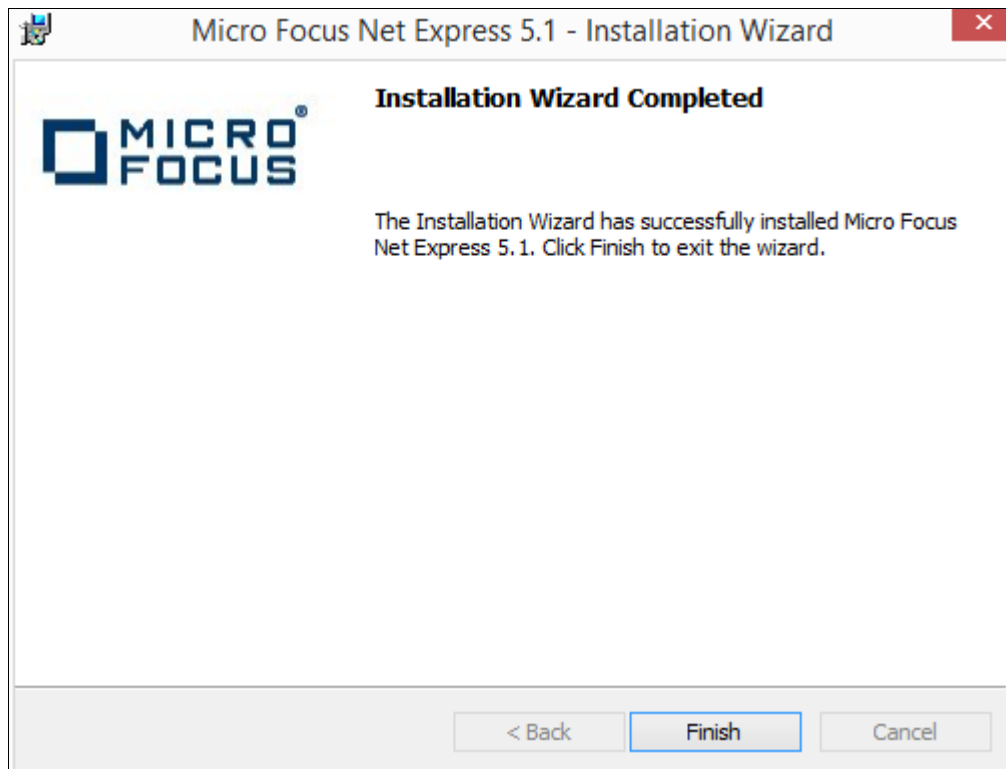 Micro Focus Net Express 5.1 - Installation Wizard
Installation Wizard Completed
MICRO
FOCUS®
The Installation Wizard has successfully installed Micro Focus
Net Express 5.1. Click Finish to exit the wizard.
< Back
Finish
Cancel